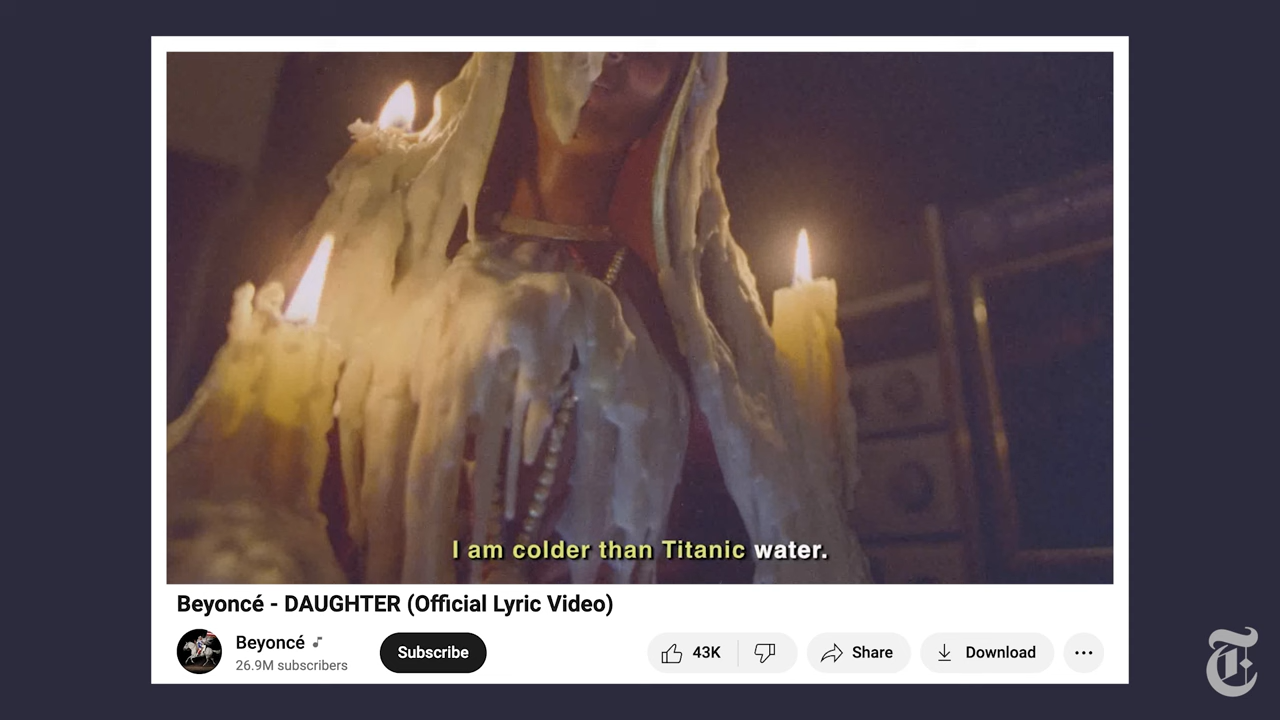 I am colder than Titanic water.
Beyoncé - DAUGHTER (Official Lyric Video)
Beyoncé
26.9M subscribers
Subscribe
43K
Share
Download
T